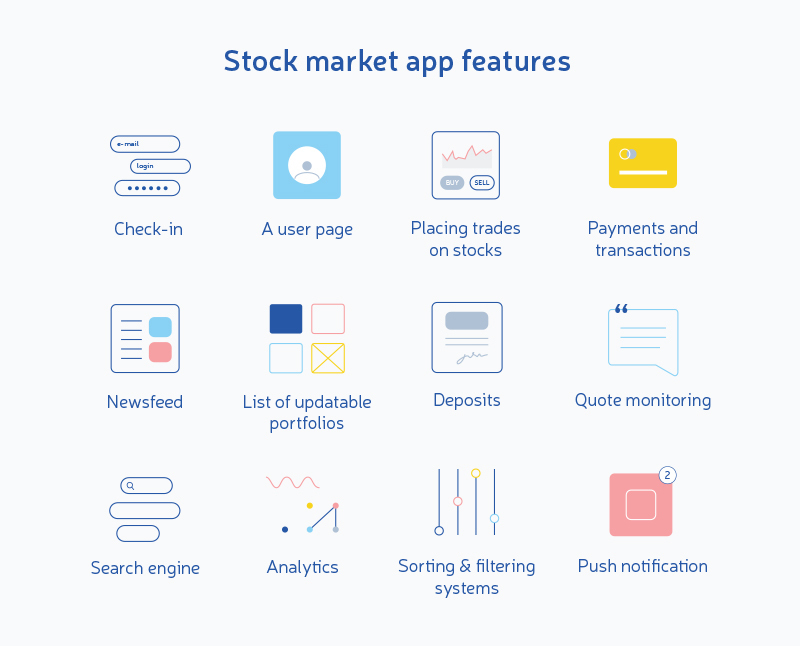 Stock market app features
e-mail
login
BUY
SELL
Check-in
A user page
Placing trades
on stocks
Payments and
transactions
Newsfeed
List of updatable
portfolios
Deposits
Quote monitoring
2
Search engine
Analytics
Sorting & filtering
systems
Push notification